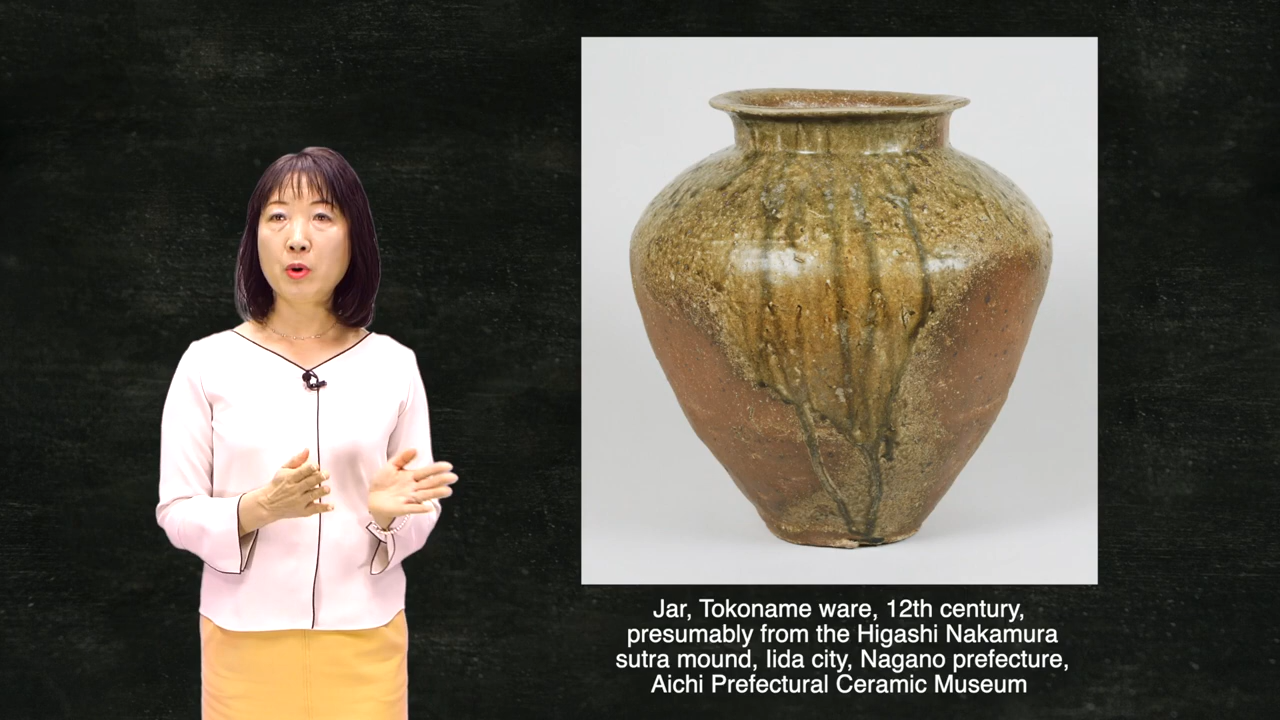 Jar, Tokoname ware, 12th century,
presumably from the Higashi Nakamura
sutra mound, Iida city, Nagano prefecture,
Aichi Prefectural Ceramic Museum